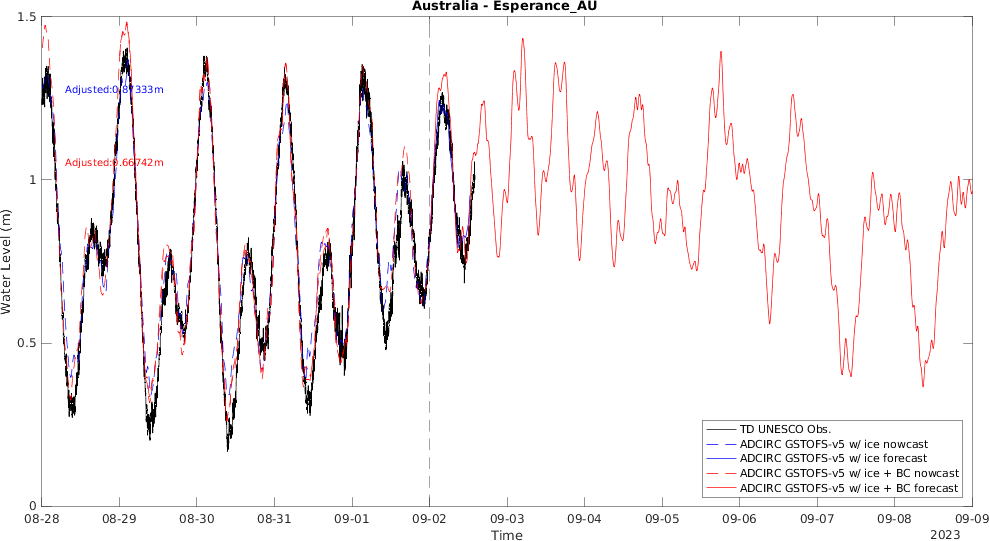 Australia - Esperance_AU
1.5
Adjusted:0.87333m
Adjusted:0.66742m
1
Water Level (m)
0.5
TD UNESCO Obs.
ADCIRC GSTOFS-v5 w/ ice nowcast
ADCIRC GSTOFS-v5 w/ ice forecast
ADCIRC GSTOFS-v5 w/ ice + BC nowcast
ADCIRC GSTOFS-v5 w/ ice + BC forecast
0
08-28 08-29 08-30 08-31 09-01 09-02 09-03 09-04 09-05 09-06 09-07 09-08 09-09
Time
2023